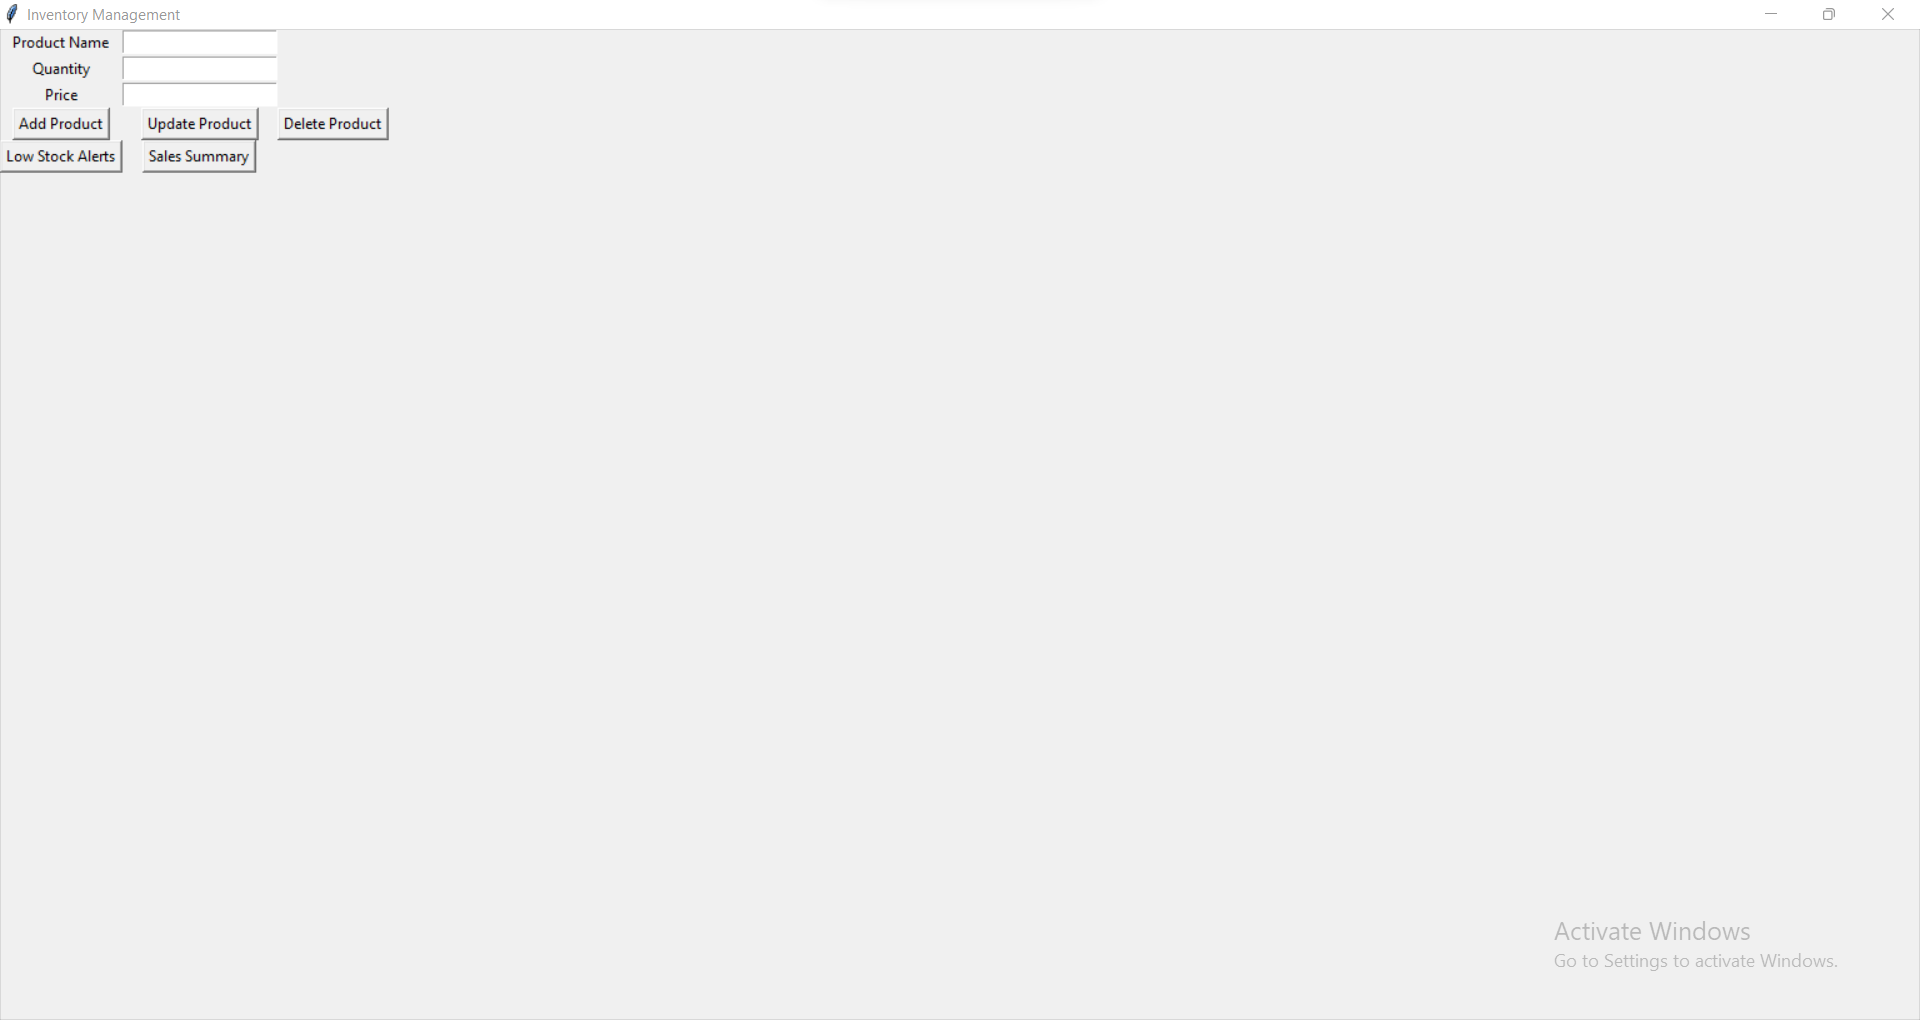 Inventory Management
Product Name
Quantity
Price
Add Product Update Product Delete Product
Low Stock Alerts Sales Summary
Activate Windows
Go to Settings to activate Windows.